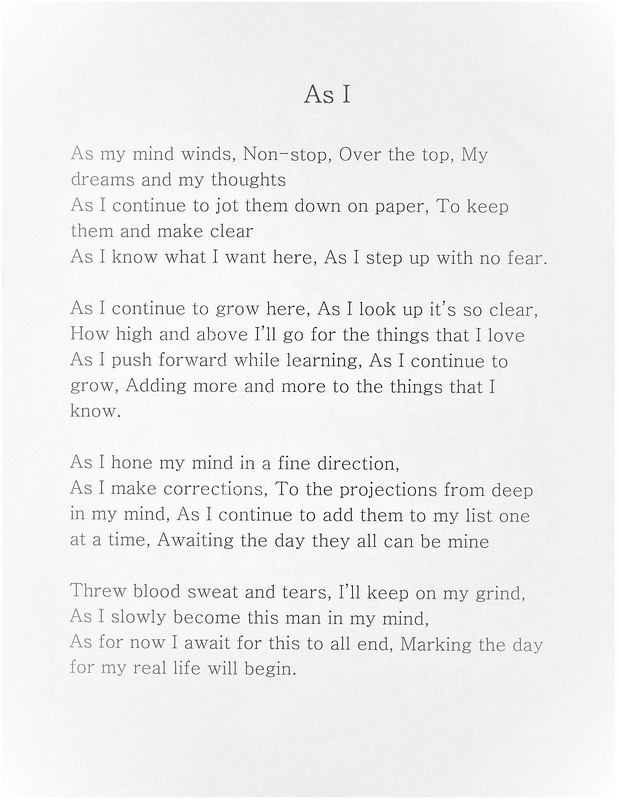 As I
As my mind winds, Non-stop, Over the top, My
dreams and my thoughts
As I continue to jot them down on paper, To keep
them and make clear
As I know what I want here, As I step up with no fear.
As I continue to grow here, As I look up it's so clear,
How high and above I'll go for the things that I love
As I push forward while learning, As I continue to
grow, Adding more and more to the things that I
know.
As I hone my mind in a fine direction,
As I make corrections, To the projections from deep
in my mind, As I continue to add them to my list one
at a time, Awaiting the day they all can be mine
Threw blood sweat and tears, I'll keep on my grind,
As I slowly become this man in my mind,
As for now I await for this to all end, Marking the day
for my real life will begin.